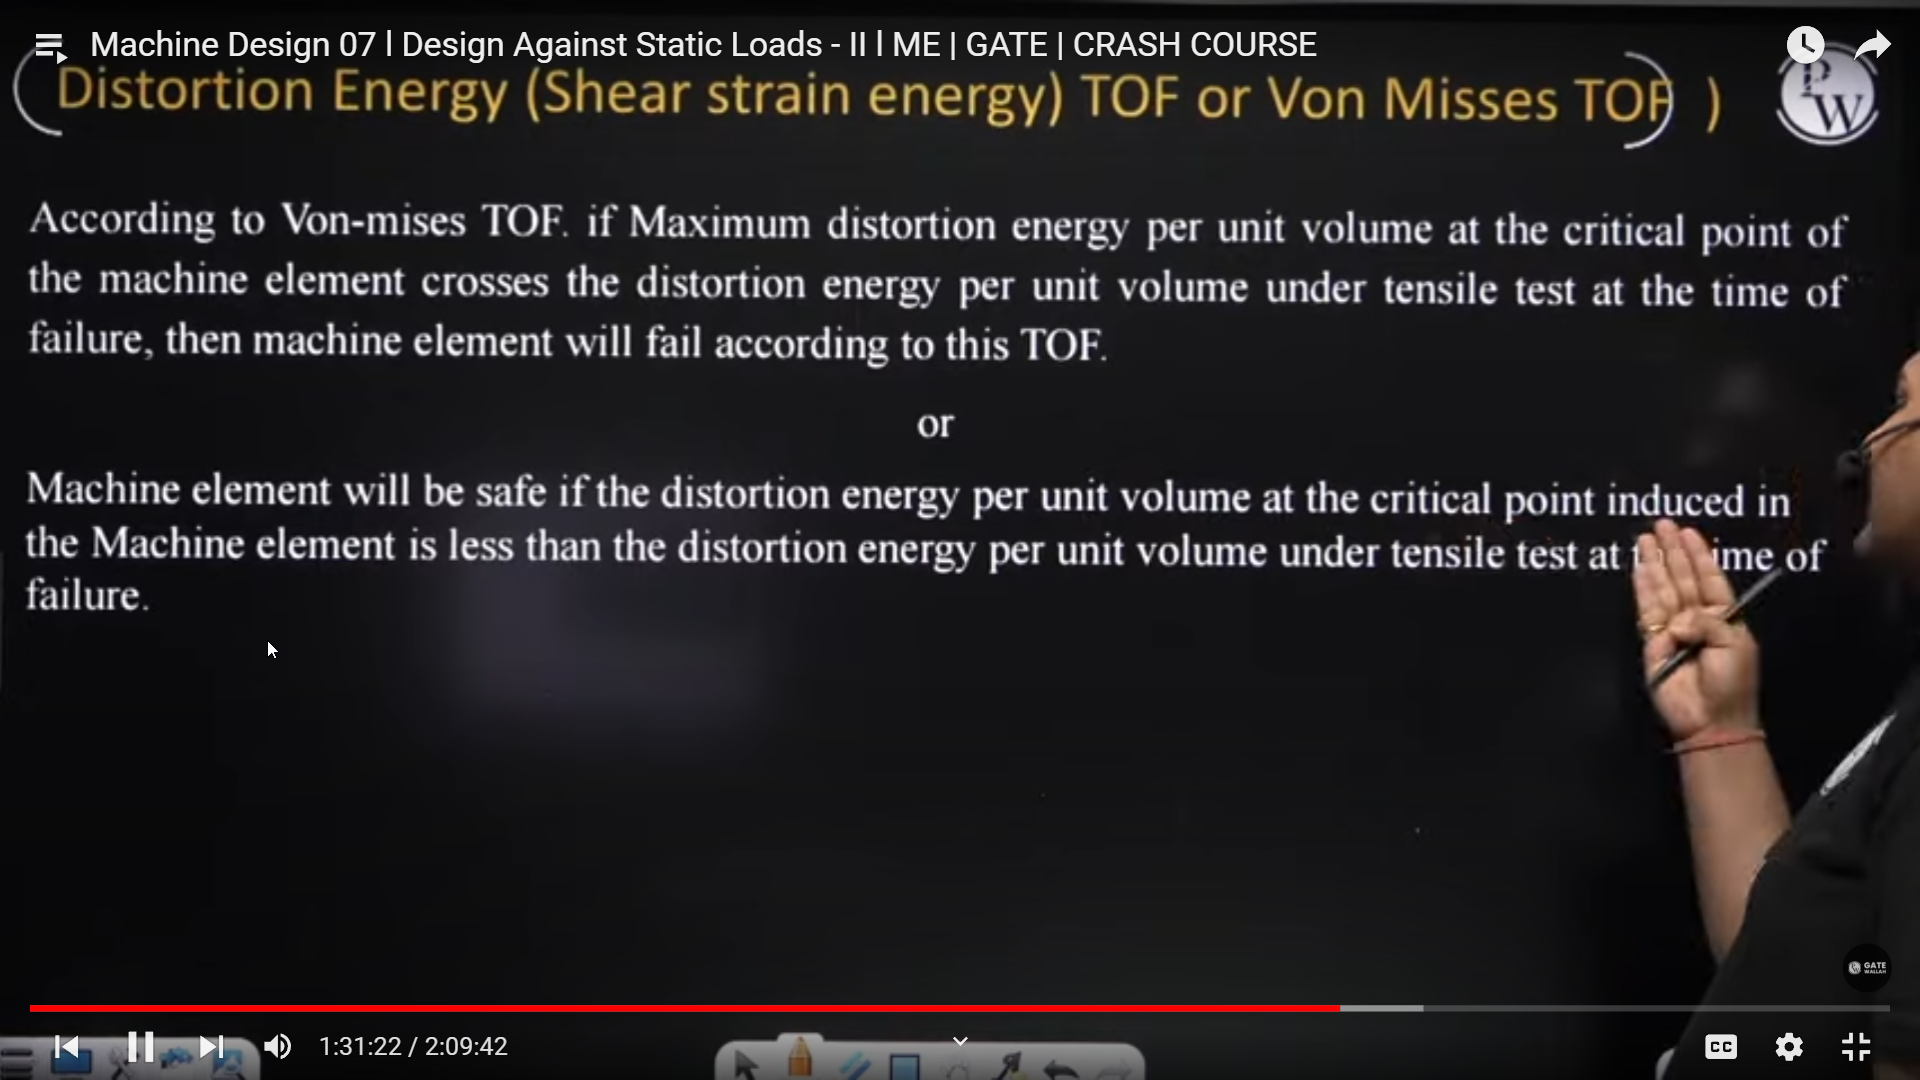 Machine Design 07 l Design Against Static Loads - II l ME | GATE | CRASH COURSE
Distortion Energy (Shear strain energy) TOF or Von Misses TOF )
PW
According to Von-mises TOF. if Maximum distortion energy per unit volume at the critical point of
the machine element crosses the distortion energy per unit volume under tensile test at the time of
failure, then machine element will fail according to this TOF.
or
Machine element will be safe if the distortion energy per unit volume at the critical point induced in
the Machine element is less than the distortion energy per unit volume under tensile test at of
failure.
GATE
WALLAH
1:31:22 / 2:09:42
CC